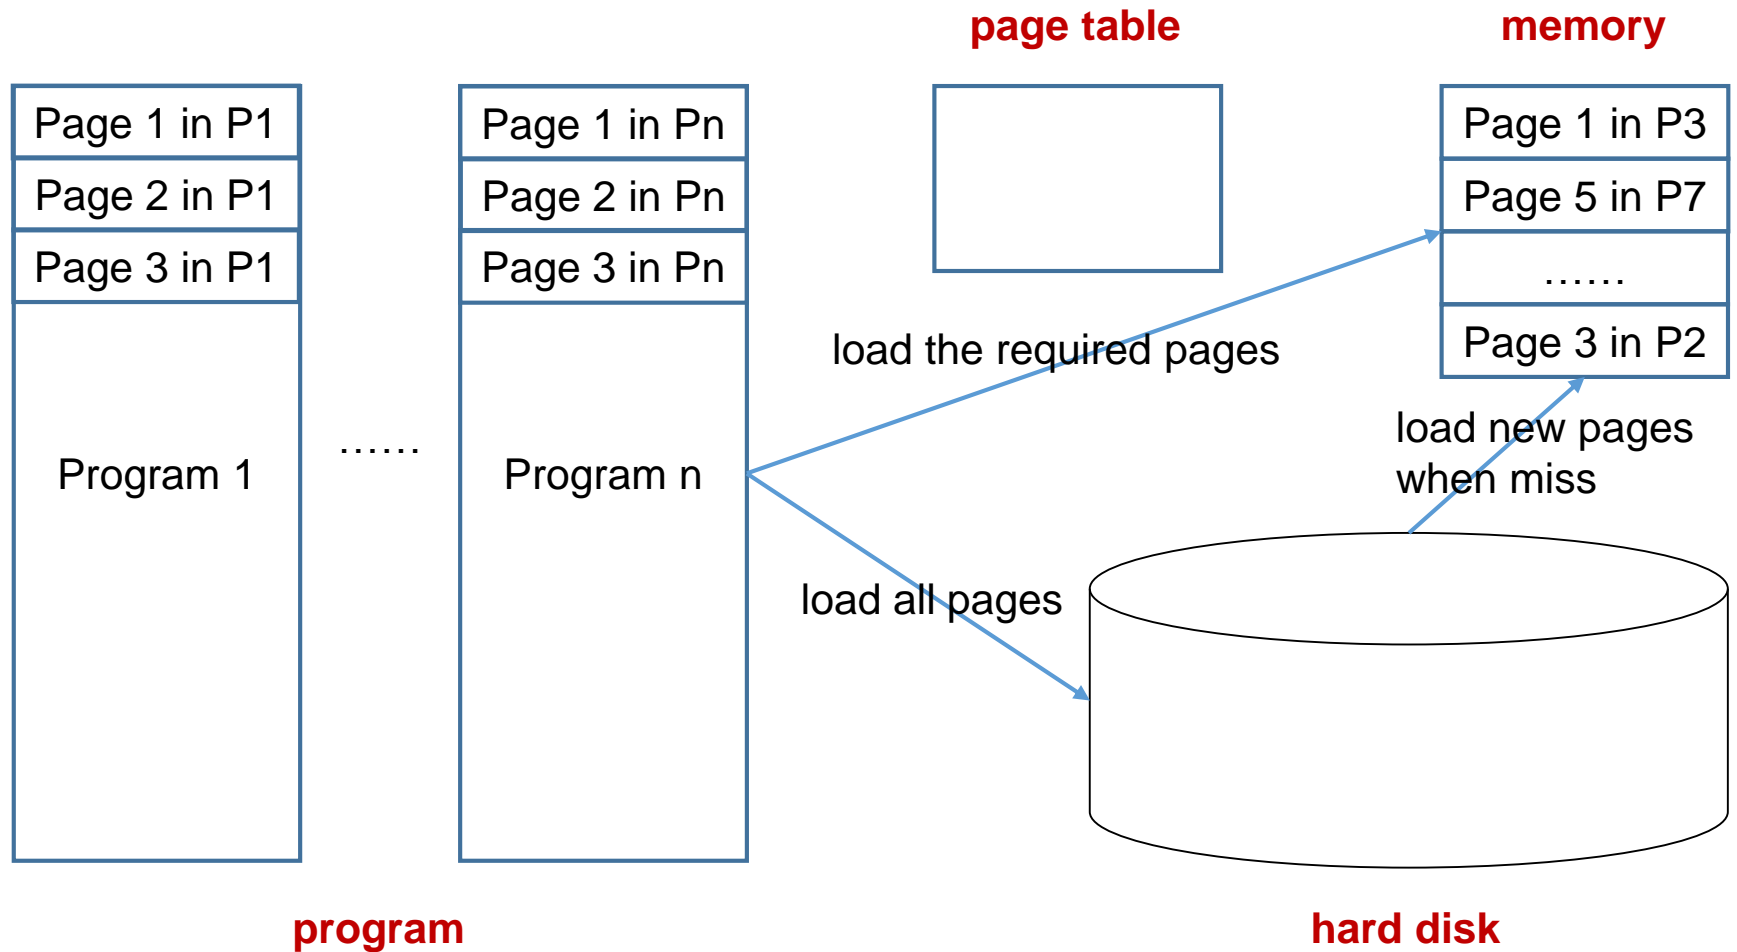 page table
memory
Page 1 in P1
Page 2 in P1
Page 3 in P1
Program 1
......
Page 1 in Pn
Page 2 in Pn
Page 3 in Pn
Program n
Page 1 in P3
Page 5 in P7
......
Page 3 in P2
load the required pages
load new pages
when miss
load all pages
program
hard disk